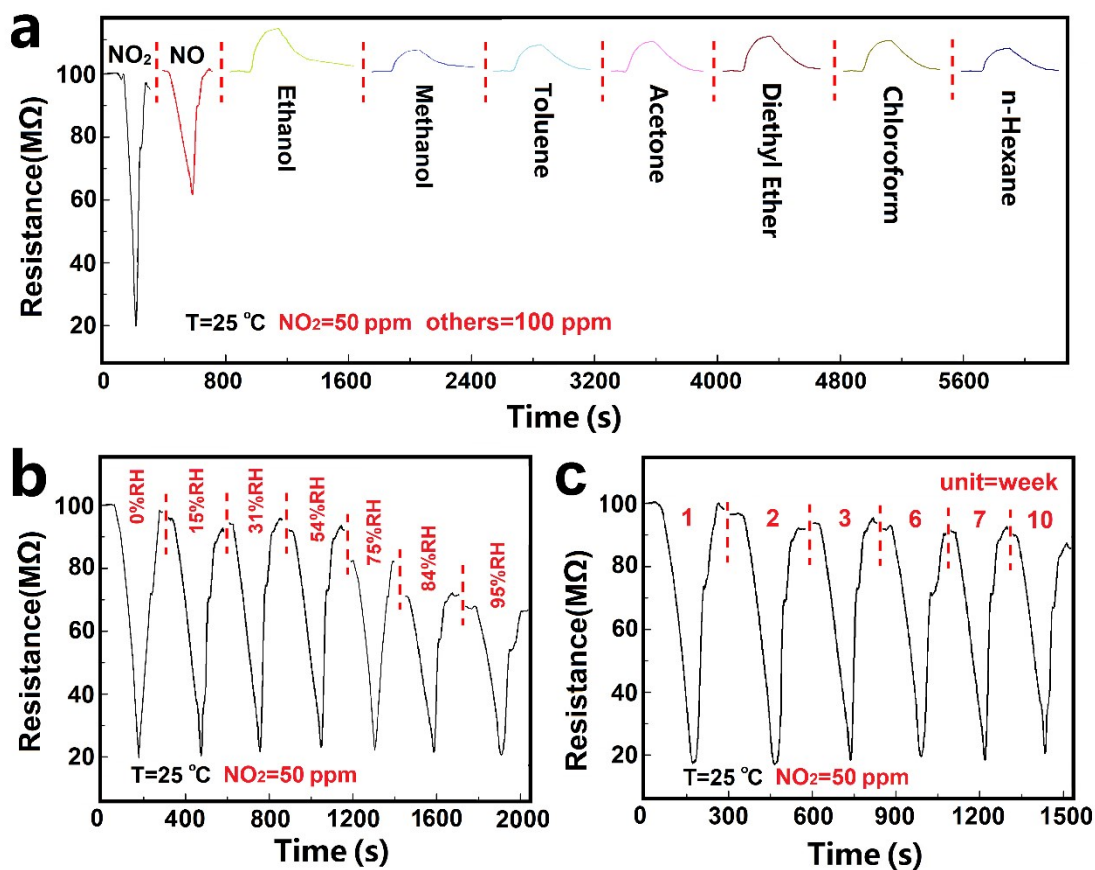 a
NO₂ NO
Ethanol
Methanol
Toluene
Acetone
Diethyl Ether
Chloroform
n-Hexane
Resistance(MΩ)
100
80
60
40
20
T=25 °C NO₂=50 ppm others=100 ppm
0 800 1600 2400 3200 4000 4800 5600
Time (s)
b
0%RH
15%RH
31%RH
54%RH
75%RH
84%RH
95%RH
Resistance(MΩ)
100
80
60
40
20
T=25 °C NO₂=50 ppm
0 400 800 1200 1600 2000
Time (s)
c
unit=week
1 2 3 6 7 10
Resistance(MΩ)
100
80
60
40
20
T=25 °C NO₂=50 ppm
0 300 600 900 1200 1500
Time (s)